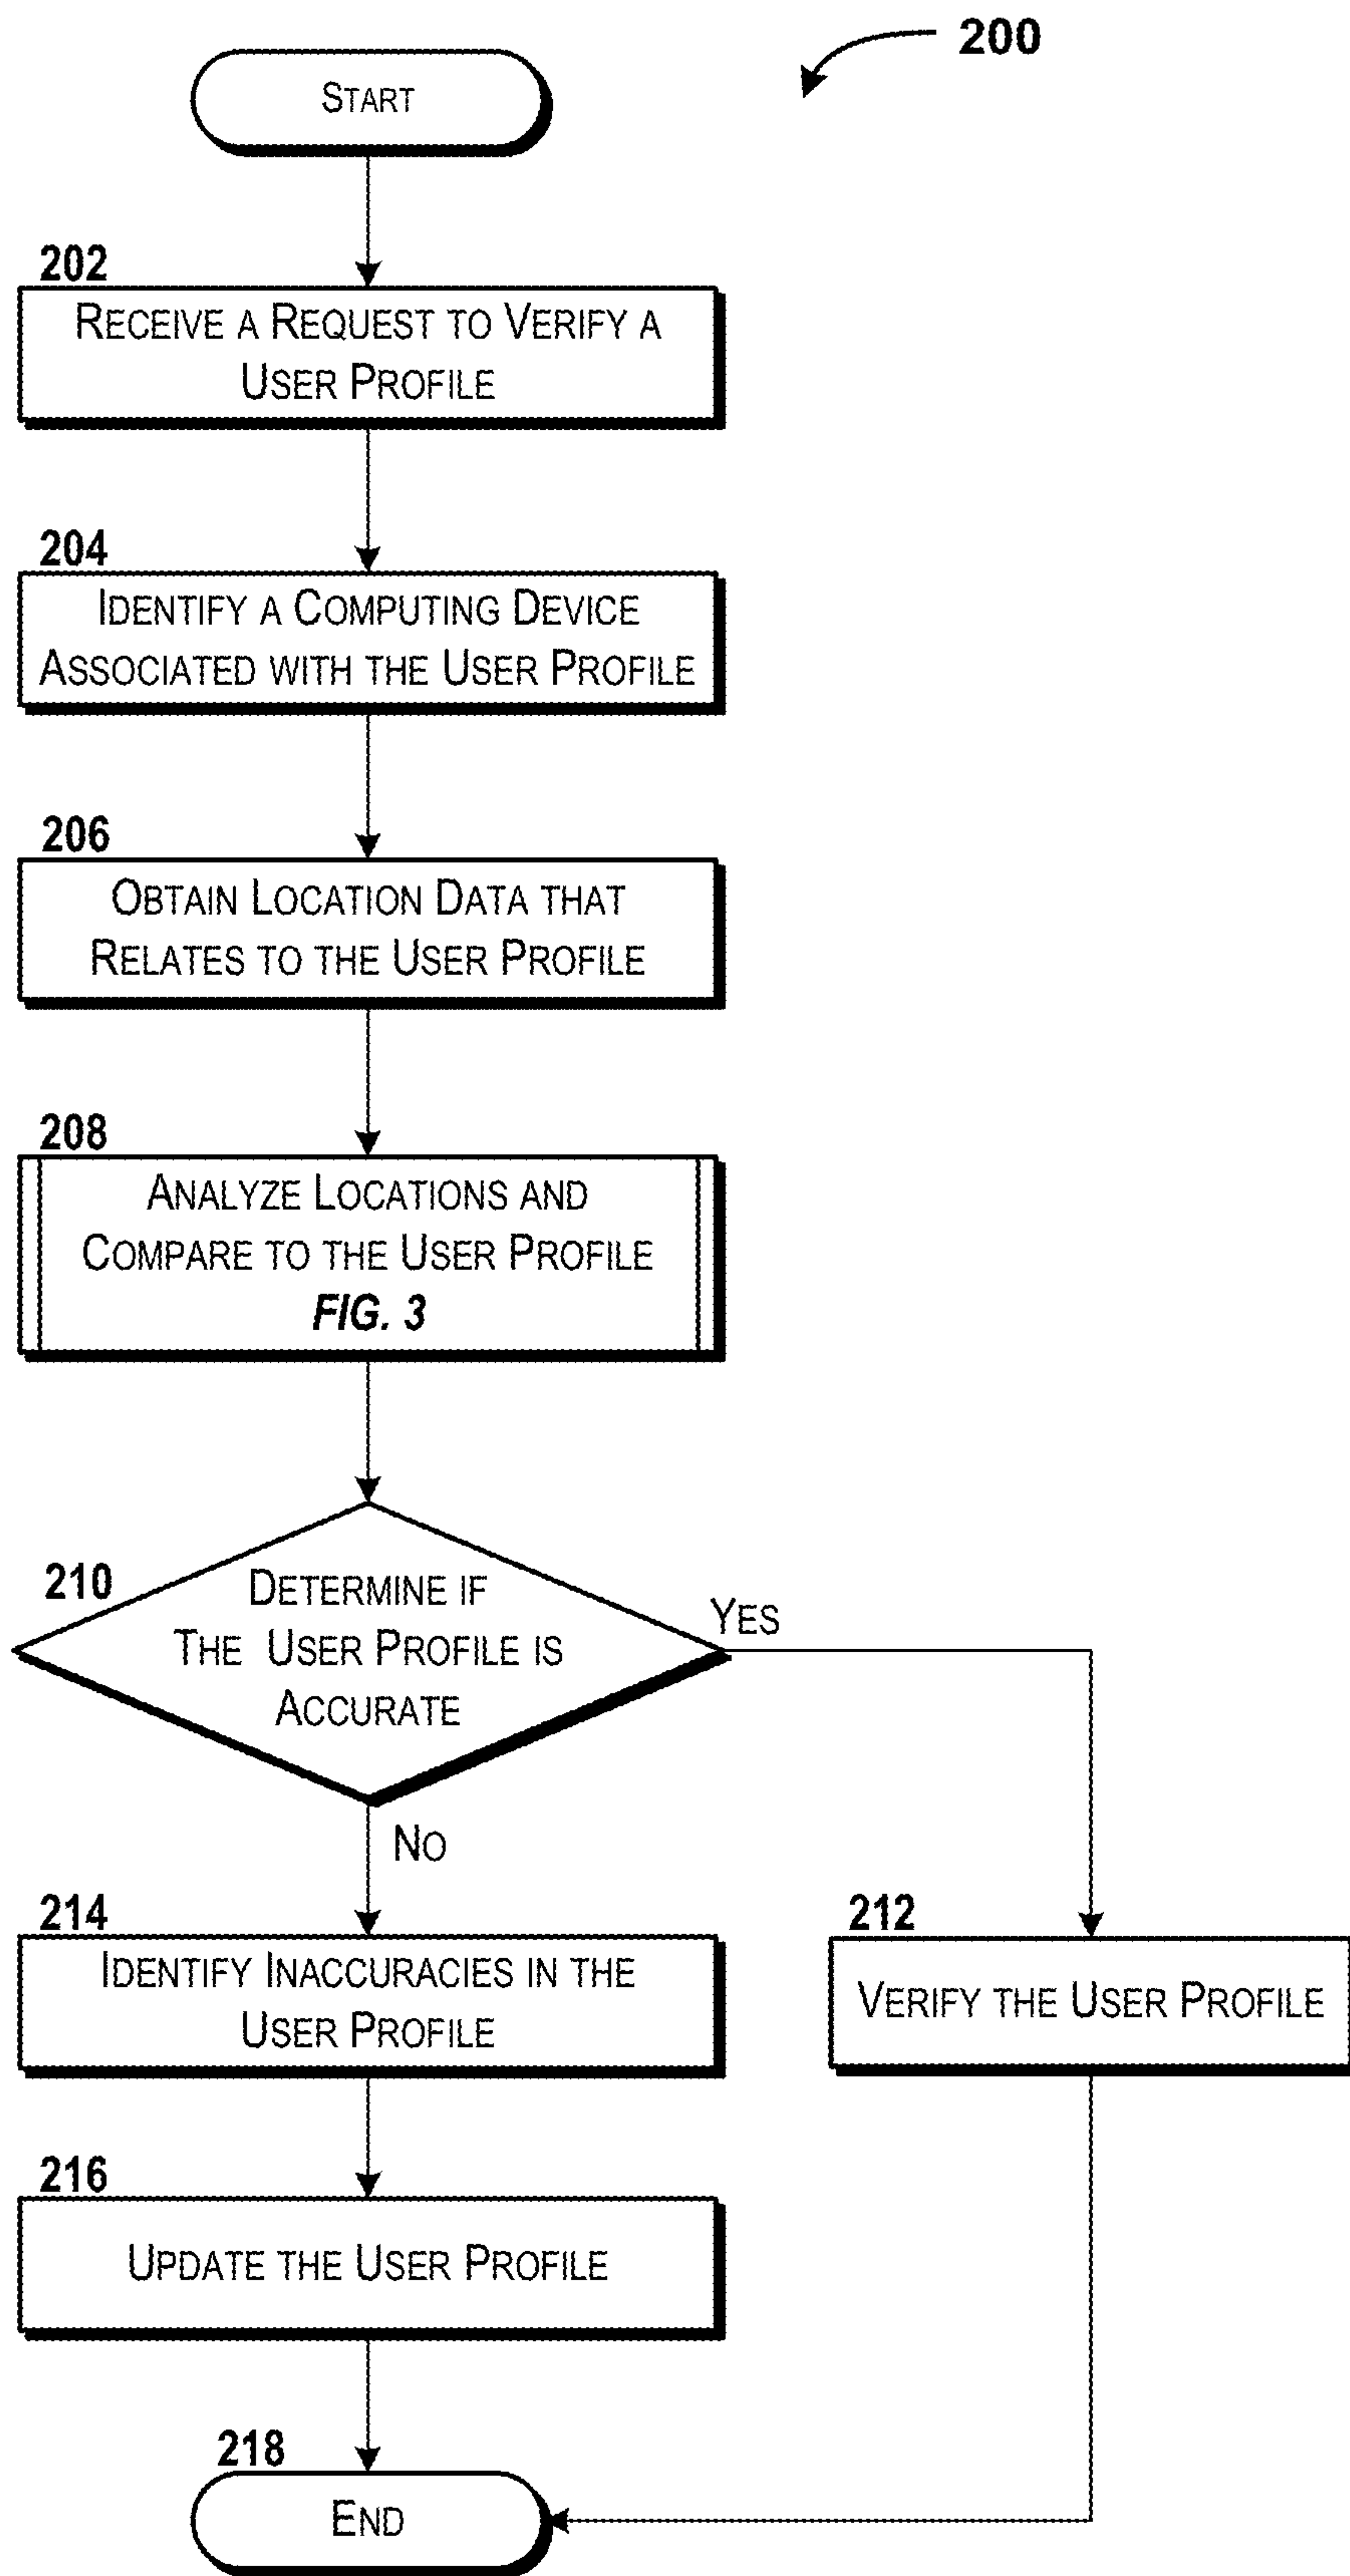 200
START
202
RECEIVE A REQUEST TO VERIFY A
USER PROFILE
204
IDENTIFY A COMPUTING DEVICE
ASSOCIATED WITH THE USER PROFILE
206
OBTAIN LOCATION DATA THAT
RELATES TO THE USER PROFILE
208
ANALYZE LOCATIONS AND
COMPARE TO THE USER PROFILE
FIG. 3
210
DETERMINE IF
THE USER PROFILE IS
ACCURATE
YES
NO
214
IDENTIFY INACCURACIES IN THE
USER PROFILE
212
VERIFY THE USER PROFILE
216
UPDATE THE USER PROFILE
218
END